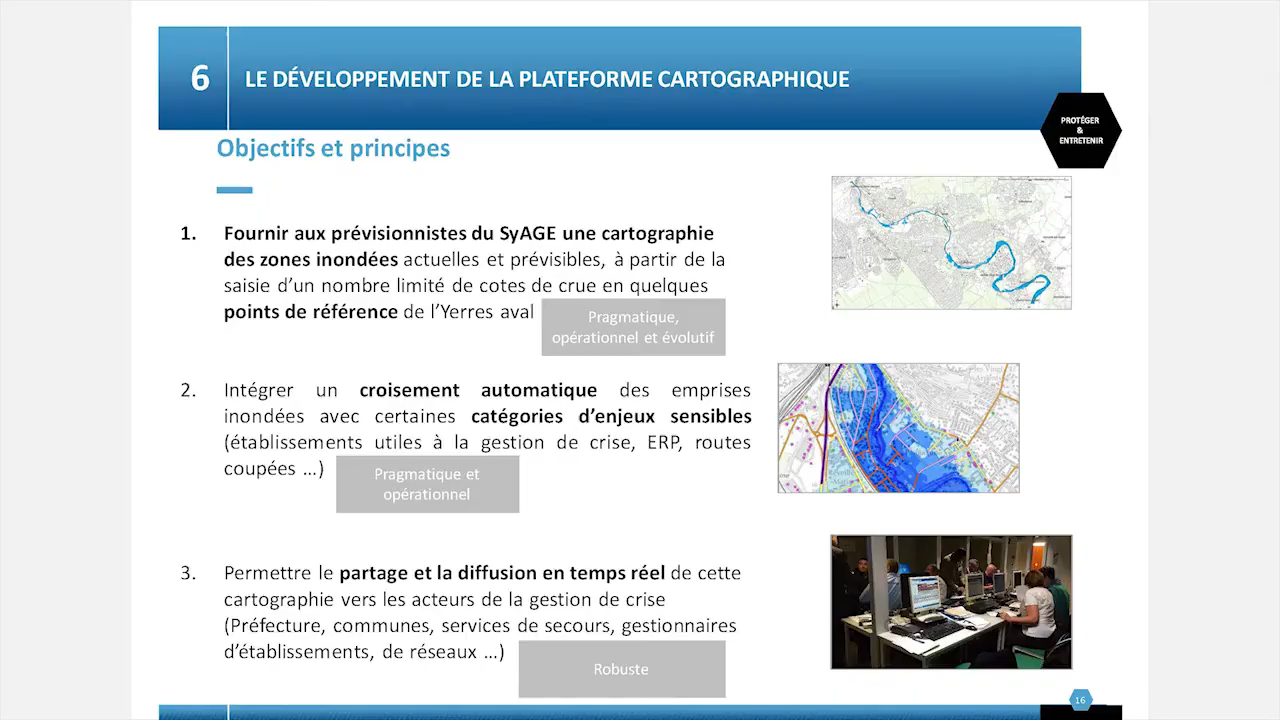 6
LE DÉVELOPPEMENT DE LA PLATEFORME CARTOGRAPHIQUE
PROTÉGER
&
ENTRETENIR
Objectifs et principes
1. Fournir aux prévisionnistes du SyAGE une cartographie
des zones inondées actuelles et prévisibles, à partir de la
saisie d’un nombre limité de cotes de crue en quelques
points de référence de l’Yerres aval
Pragmatique,
opérationnel et évolutif
2. Intégrer un croisement automatique des emprises
inondées avec certaines catégories d’enjeux sensibles
(établissements utiles à la gestion de crise, ERP, routes
coupées …)
Pragmatique et
opérationnel
3. Permettre le partage et la diffusion en temps réel de cette
cartographie vers les acteurs de la gestion de crise
(Préfecture, communes, services de secours, gestionnaires
d’établissements, de réseaux …)
Robuste
16